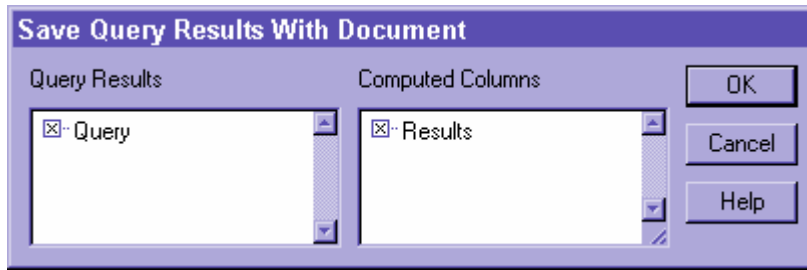 Save Query Results With Document
Query Results
Computed Columns
OK
Query
Results
Cancel
Help